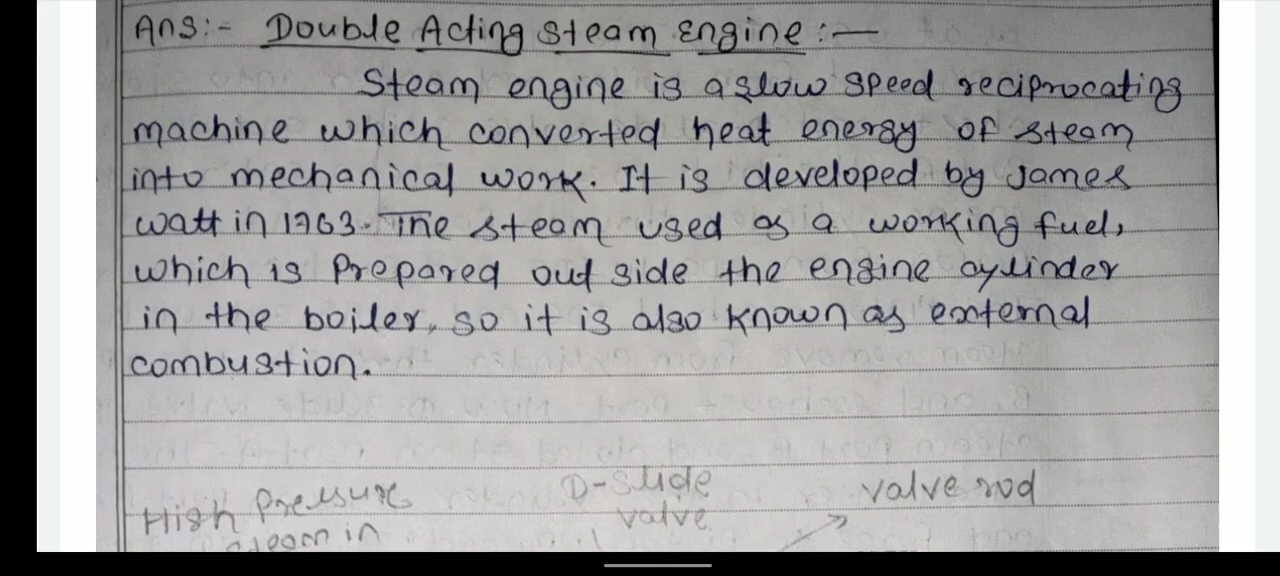 Ans:- Double Acting steam engine:—
Steam engine is a slow speed reciprocating
machine which converted heat energy of steam
into mechanical work. It is developed by James
watt in 1763. The steam used as a working fuel,
which is prepared out side the engine cylinder
in the boiler, so it is also known as external
combustion.
High pressure
steam in
D-slide
valve
valve rod